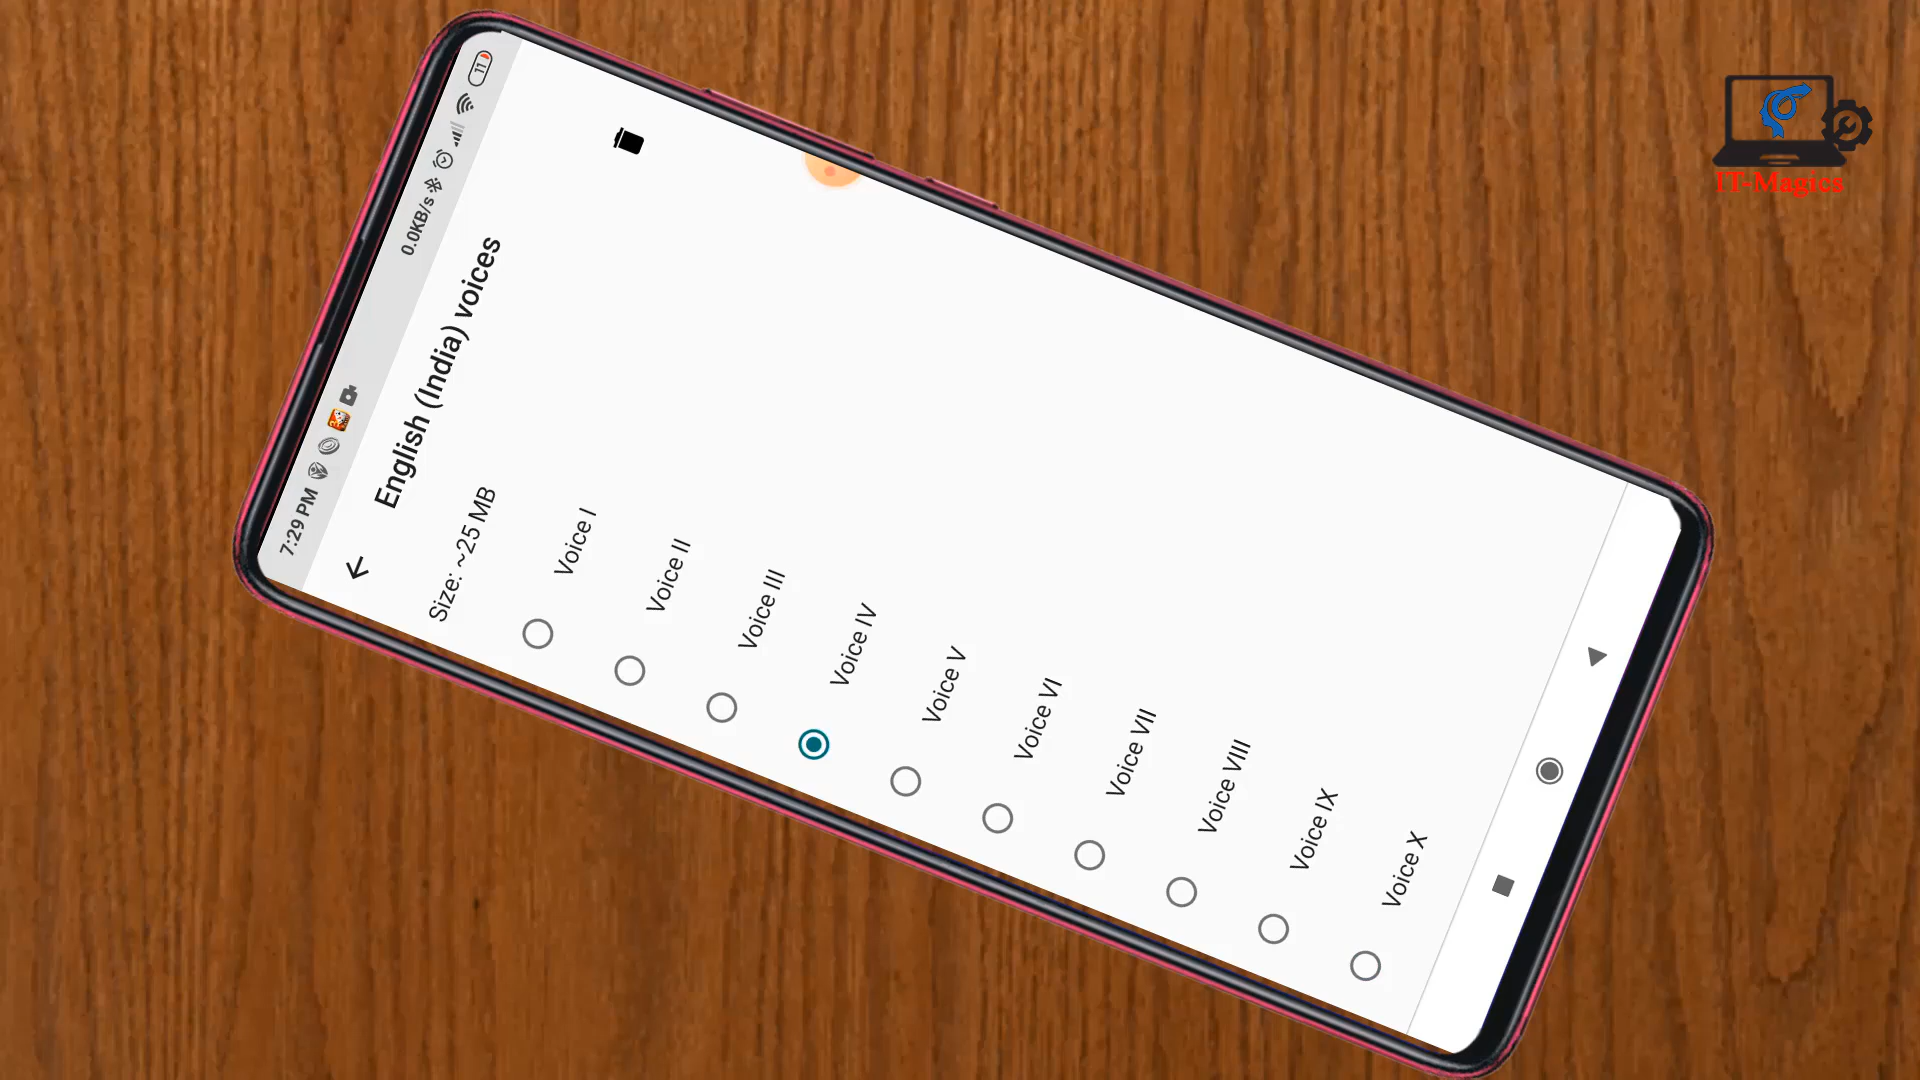 7:29 PM
0.0KB/s
11
English (India) voices
Size: ~25 MB
Voice I
Voice II
Voice III
Voice IV
Voice V
Voice VI
Voice VII
Voice VIII
Voice IX
Voice X
IT-Magics